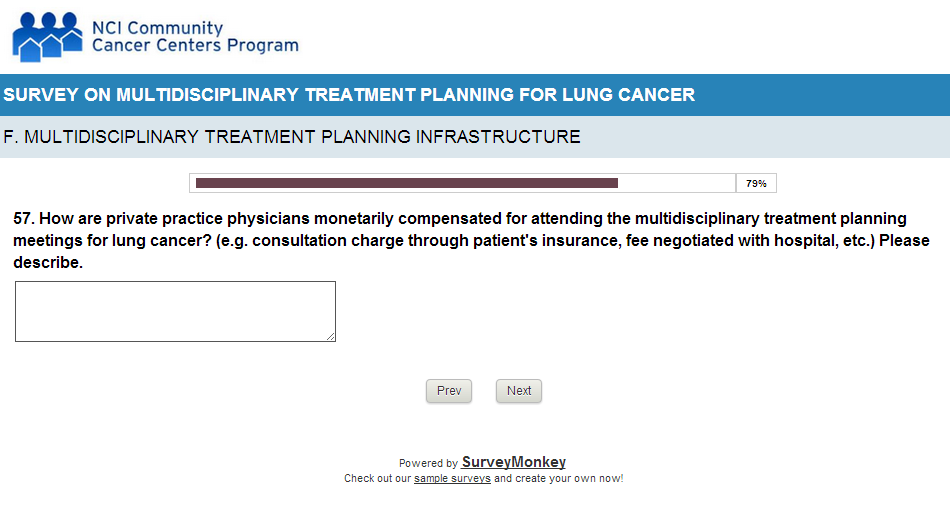 NCI Community
Cancer Centers Program
SURVEY ON MULTIDISCIPLINARY TREATMENT PLANNING FOR LUNG CANCER
F. MULTIDISCIPLINARY TREATMENT PLANNING INFRASTRUCTURE
79%
57. How are private practice physicians monetarily compensated for attending the multidisciplinary treatment planning
meetings for lung cancer? (e.g. consultation charge through patient's insurance, fee negotiated with hospital, etc.) Please
describe.
Prev Next
Powered by SurveyMonkey
Check out our sample surveys and create your own now!